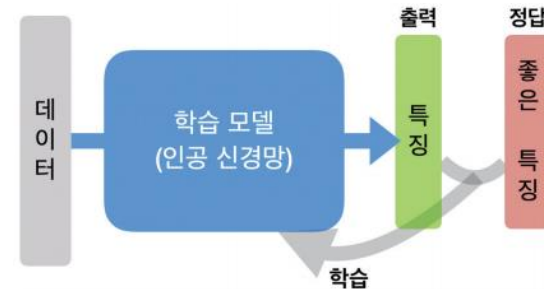 출력
정답
데이터
학습 모델
(인공 신경망)
특징
좋은 특징
학습